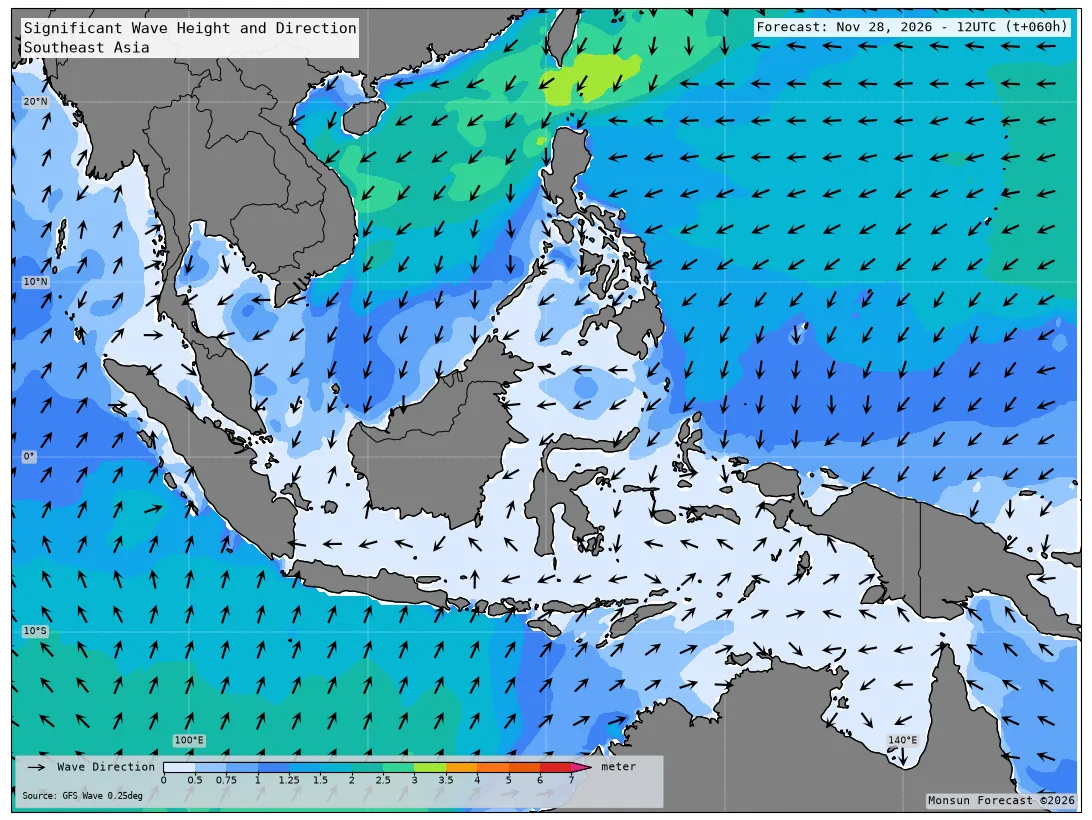 Significant Wave Height and Direction
Southeast Asia
Forecast: Nov 28, 2026 - 12UTC (t+060h)
20°N
10°N
0°
10°S
100°E
140°E
Wave Direction
meter
0 0.5 0.75 1 1.25 1.5 2 2.5 3 3.5 4 5 6 7
Source: GFS Wave 0.25deg
Monsun Forecast ©2026